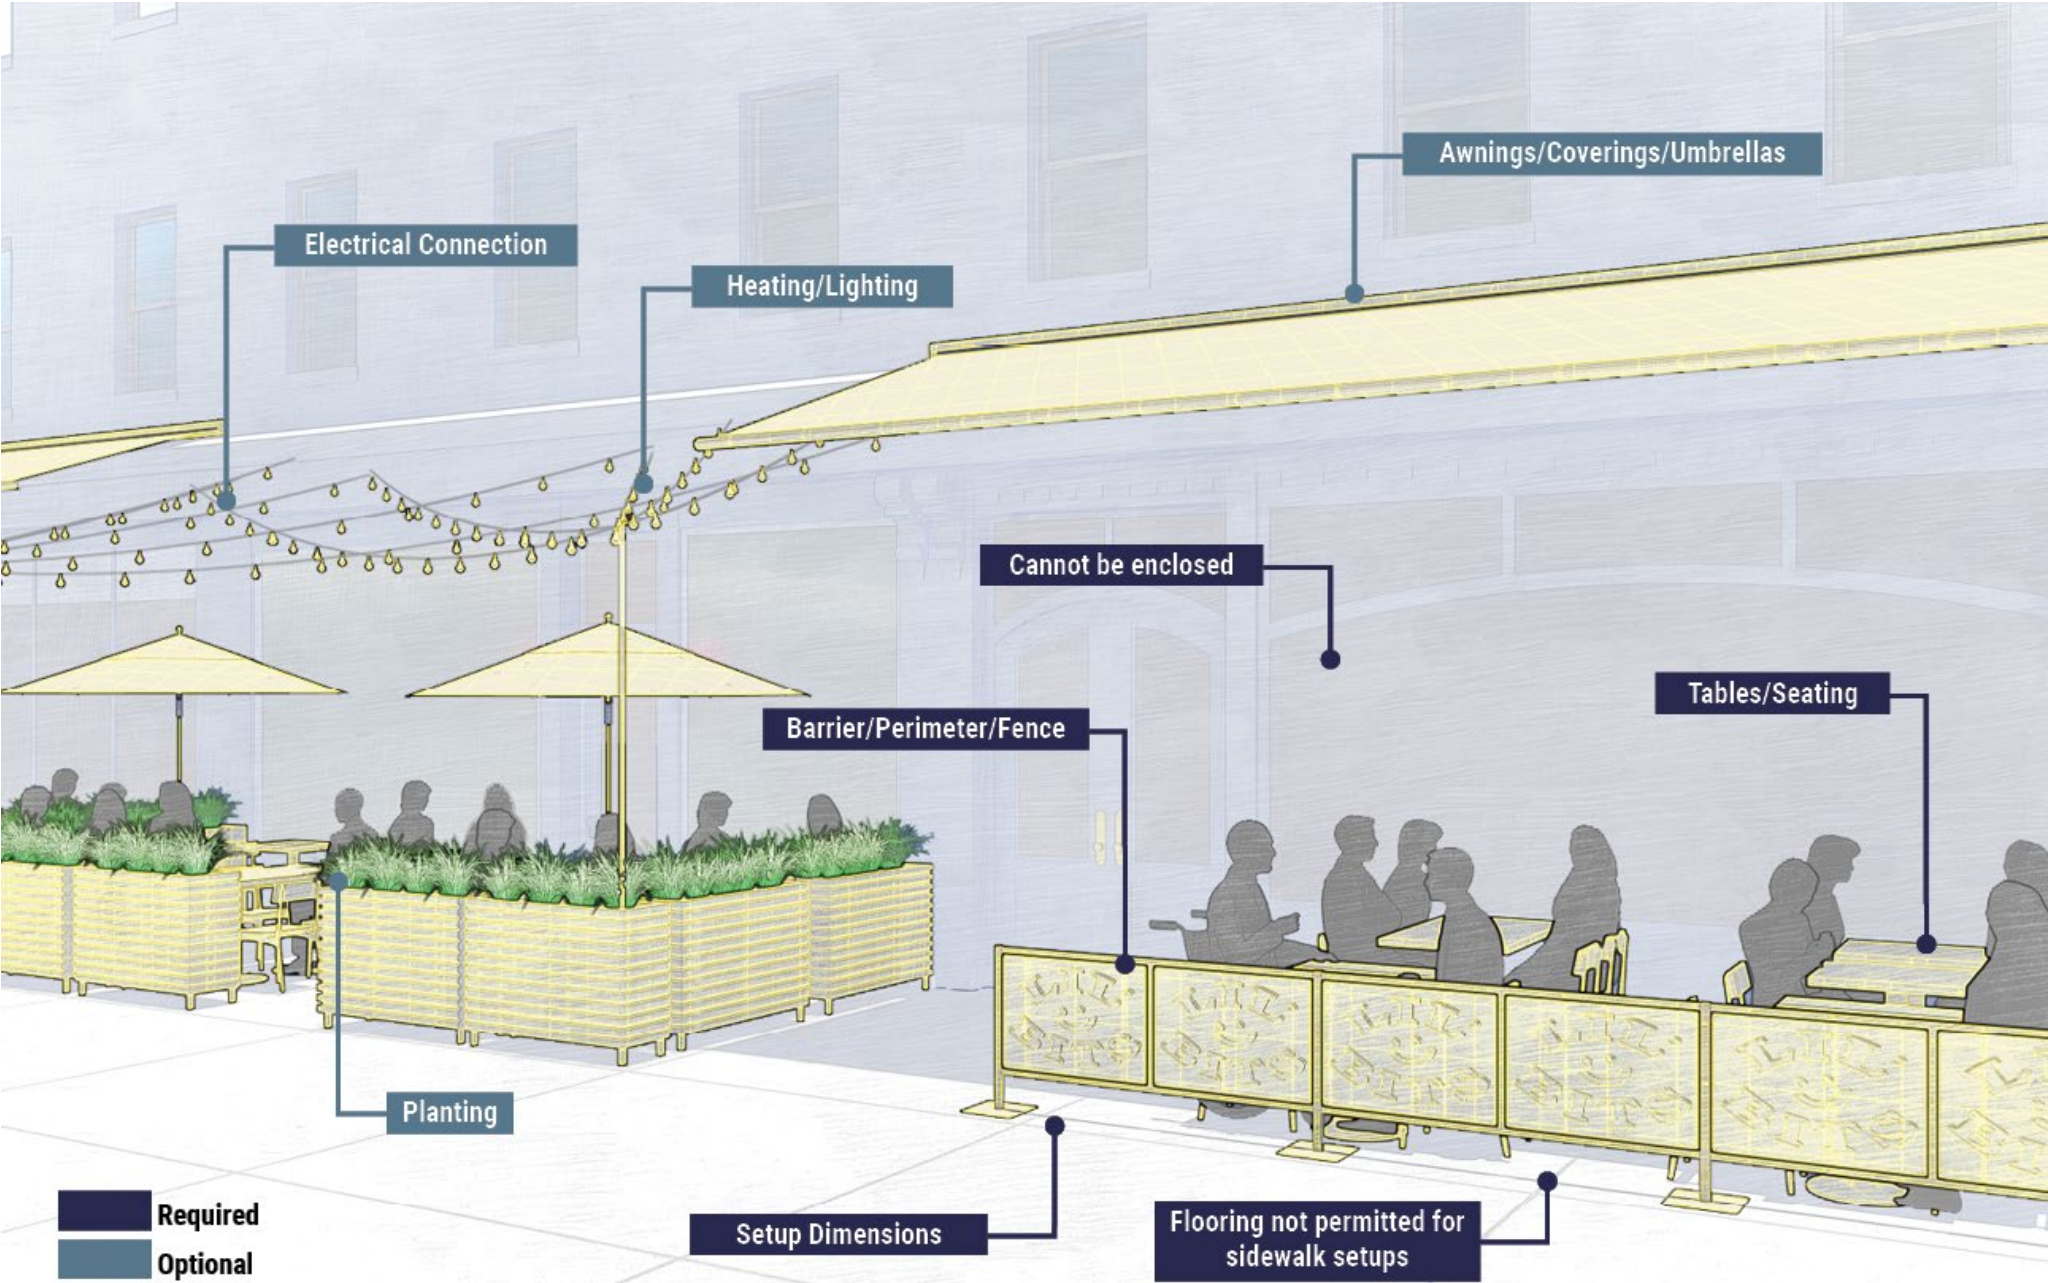 Awnings/Coverings/Umbrellas
Electrical Connection
Heating/Lighting
Cannot be enclosed
Tables/Seating
Barrier/Perimeter/Fence
Planting
Setup Dimensions
Flooring not permitted for
sidewalk setups
Required
Optional